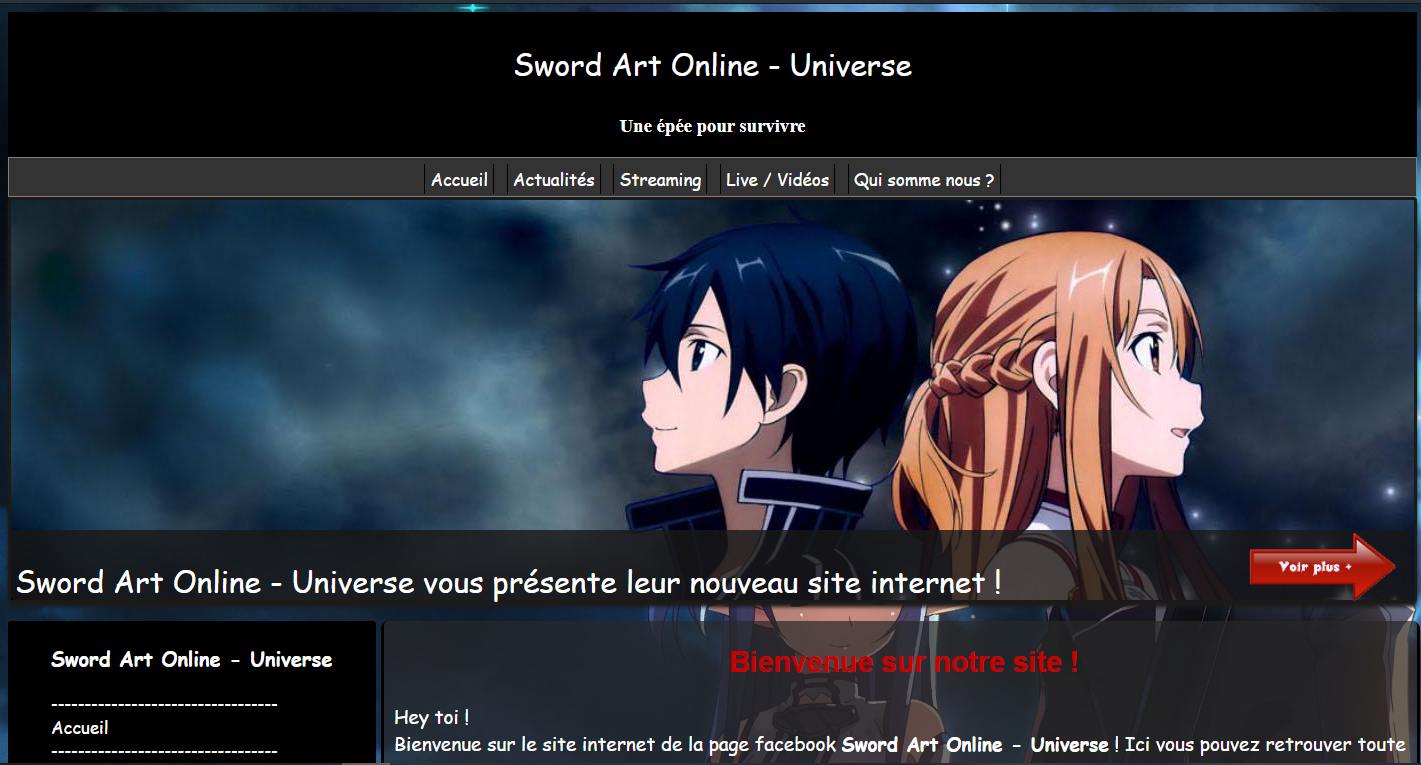 Sword Art Online - Universe
Une épée pour survivre
Accueil Actualités Streaming Live / Vidéos Qui somme nous ?
Sword Art Online - Universe vous présente leur nouveau site internet !
Voir plus +
Sword Art Online - Universe
----------------------------------
Accueil
----------------------------------
Bienvenue sur notre site !
Hey toi !
Bienvenue sur le site internet de la page facebook Sword Art Online - Universe ! Ici vous pouvez retrouver toute